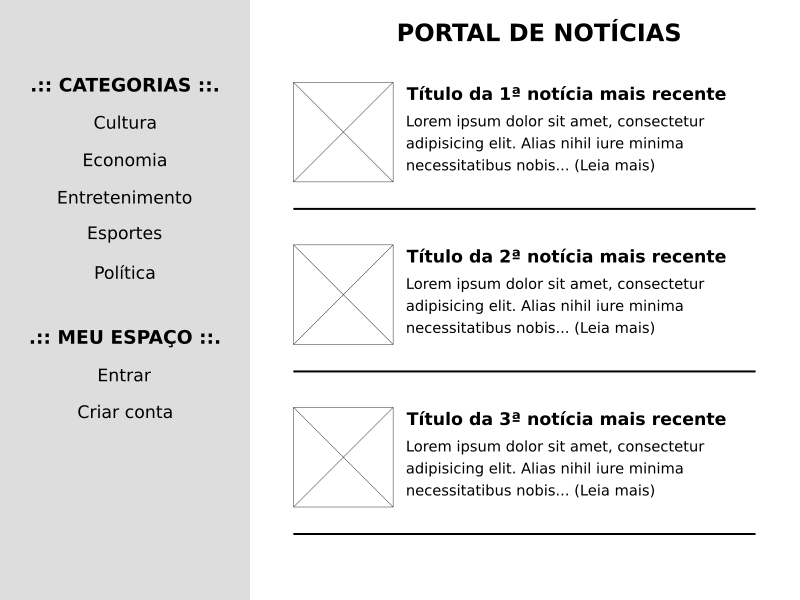 PORTAL DE NOTÍCIAS
.:: CATEGORIAS ::.
Cultura
Economia
Entretenimento
Esportes
Política
.:: MEU ESPAÇO ::.
Entrar
Criar conta
Título da 1ª notícia mais recente
Lorem ipsum dolor sit amet, consectetur
adipisicing elit. Alias nihil iure minima
necessitatibus nobis... (Leia mais)
Título da 2ª notícia mais recente
Lorem ipsum dolor sit amet, consectetur
adipisicing elit. Alias nihil iure minima
necessitatibus nobis... (Leia mais)
Título da 3ª notícia mais recente
Lorem ipsum dolor sit amet, consectetur
adipisicing elit. Alias nihil iure minima
necessitatibus nobis... (Leia mais)